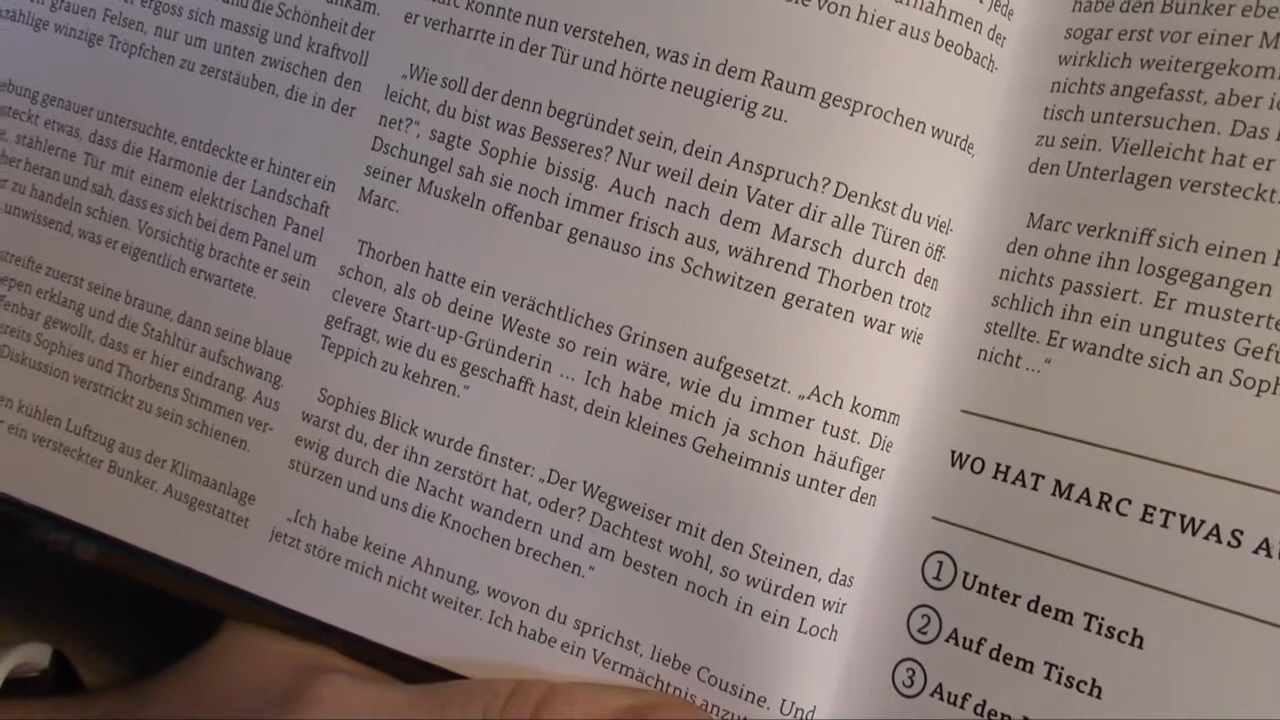 ankam.
und die Schönheit der
ergoss sich massig und kraftvoll
grauen Felsen, nur um unten zwischen den
zählige winzige Tröpfchen zu zerstäuben, die in der
ebung genauer untersuchte, entdeckte er hinter ein
steckt etwas, dass die Harmonie der Landschaft
stählerne Tür mit einem elektrischen Panel
her heran und sah, dass es sich bei dem Panel um
zu handeln schien. Vorsichtig brachte er sein
unwissend, was er eigentlich erwartete.
streifte zuerst seine braune, dann seine blaue
epen erklang und die Stahltür aufschwang.
fenbar gewollt, dass er hier eindrang. Aus
reits Sophies und Thorbens Stimmen ver-
Diskussion verstrickt zu sein schienen.
en kühlen Luftzug aus der Klimaanlage
ein versteckter Bunker. Ausgestattet
jede
nahmen der
von hier aus beobach-
konnte nun verstehen, was in dem Raum gesprochen wurde,
er verharrte in der Tür und hörte neugierig zu.
„Wie soll der denn begründet sein, dein Anspruch? Denkst du viel-
leicht, du bist was Besseres? Nur weil dein Vater dir alle Türen öff-
net?“, sagte Sophie bissig. Auch nach dem Marsch durch den
Dschungel sah sie noch immer frisch aus, während Thorben trotz
seiner Muskeln offenbar genauso ins Schwitzen geraten war wie
Marc.
Thorben hatte ein verächtliches Grinsen aufgesetzt. „Ach komm
schon, als ob deine Weste so rein wäre, wie du immer tust. Die
clevere Start-up-Gründerin ... Ich habe mich ja schon häufiger
gefragt, wie du es geschafft hast, dein kleines Geheimnis unter den
Teppich zu kehren.“
Sophies Blick wurde finster: „Der Wegweiser mit den Steinen, das
warst du, der ihn zerstört hat, oder? Dachtest wohl, so würden wir
ewig durch die Nacht wandern und am besten noch in ein Loch
stürzen und uns die Knochen brechen.“
„Ich habe keine Ahnung, wovon du sprichst, liebe Cousine. Und
jetzt störe mich nicht weiter. Ich habe ein Vermächtnis
habe den Bunker ebe
sogar erst vor einer M
wirklich weitergekom
nichts angefasst, aber i
tisch untersuchen. Das
zu sein. Vielleicht hat er
den Unterlagen versteckt.
Marc verkniff sich einen
den ohne ihn losgegangen
nichts passiert. Er musterte
schlich ihn ein ungutes Gef
stellte. Er wandte sich an Soph
nicht ...“
WO HAT MARC ETWAS A
1 Unter dem Tisch
2 Auf dem Tisch
3 Auf den